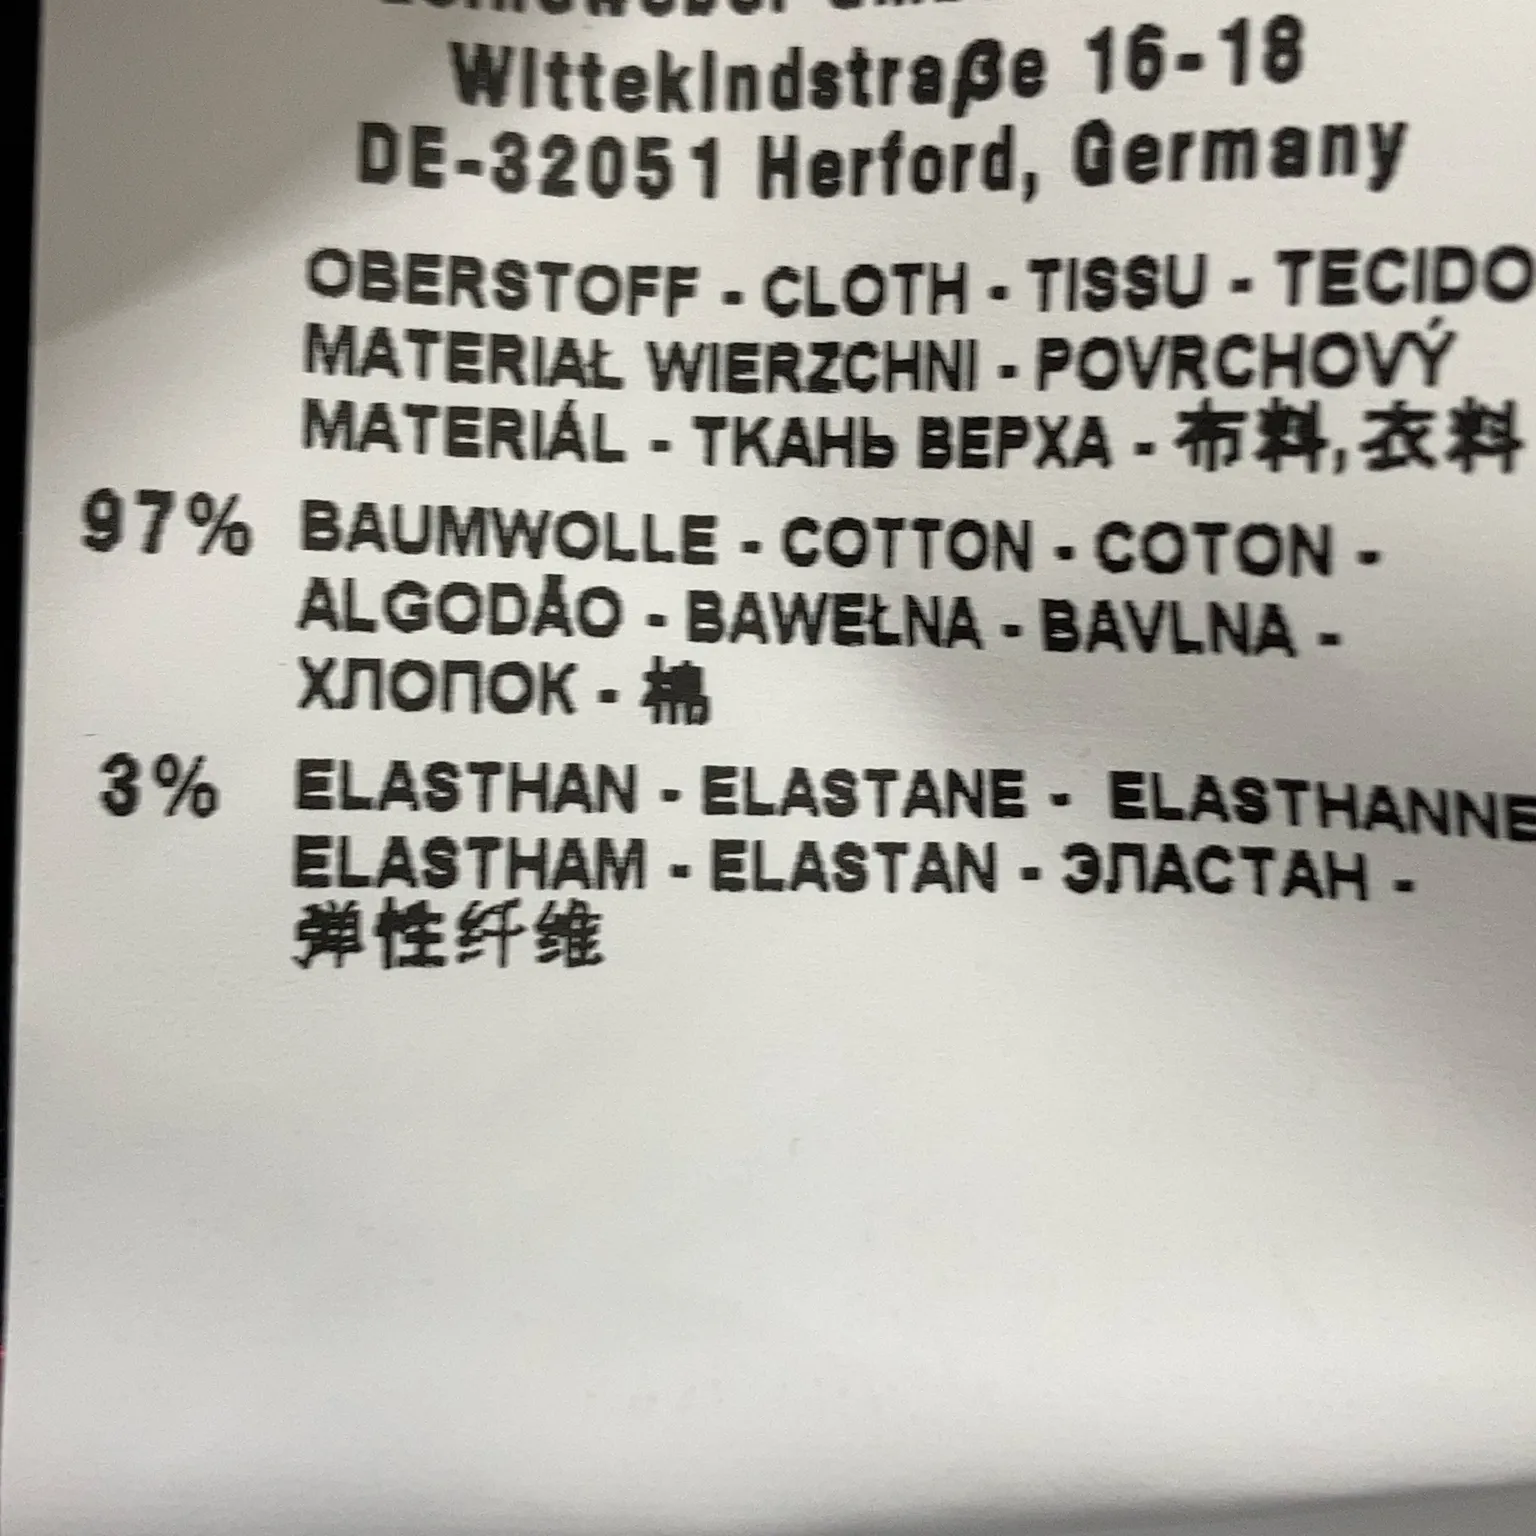 Wittekindstraße 16-18
DE-32051 Herford, Germany
OBERSTOFF - CLOTH - TISSU - TECIDO
MATERIAŁ WIERZCHNI - POVRCHOVÝ
MATERIÁL - ТКАНЬ ВЕРХА - 布料,衣料
97% BAUMWOLLE - COTTON - COTON -
ALGODÃO - BAWEŁNA - BAVLNA -
ХЛОПОК - 棉
3% ELASTHAN - ELASTANE - ELASTHANNE
ELASTHAM - ELASTAN - ЭЛАСТАН -
弹性纤维